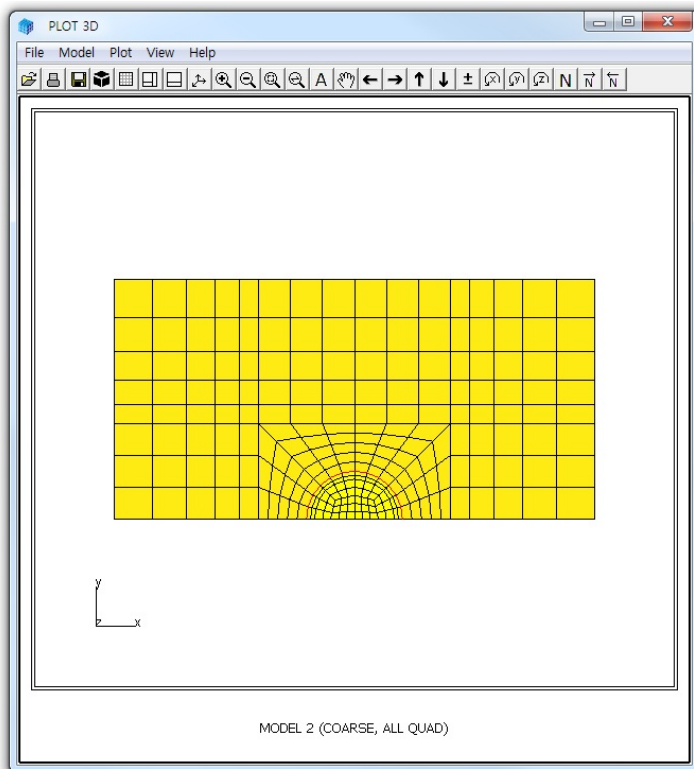 PLOT 3D
File Model Plot View Help
A N N N
y
z x
MODEL 2 (COARSE, ALL QUAD)